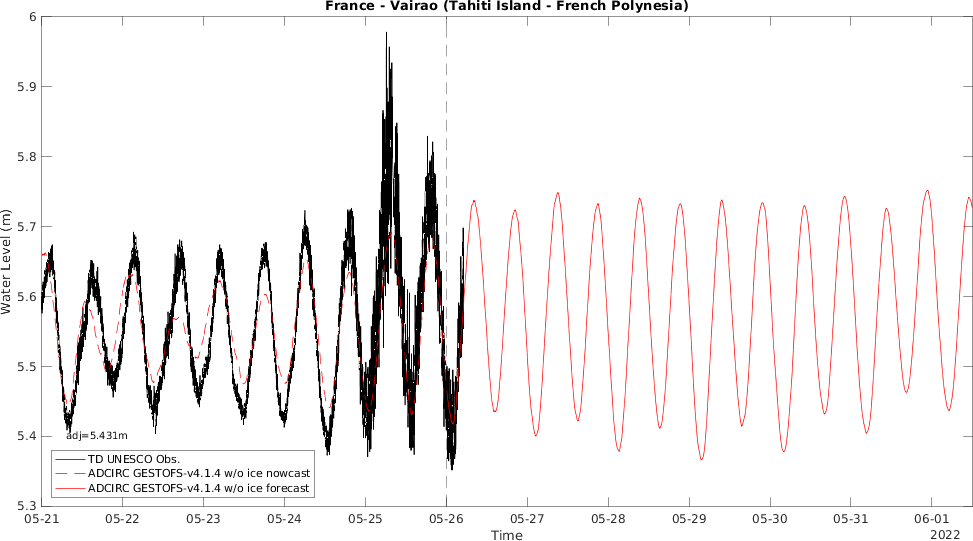 France - Vairao (Tahiti Island - French Polynesia)
6
5.9
5.8
5.7
5.6
5.5
5.4
5.3
Water Level (m)
adj=5.431m
TD UNESCO Obs.
ADCIRC GESTOFS-v4.1.4 w/o ice nowcast
ADCIRC GESTOFS-v4.1.4 w/o ice forecast
05-21 05-22 05-23 05-24 05-25 05-26 05-27 05-28 05-29 05-30 05-31 06-01
2022
Time